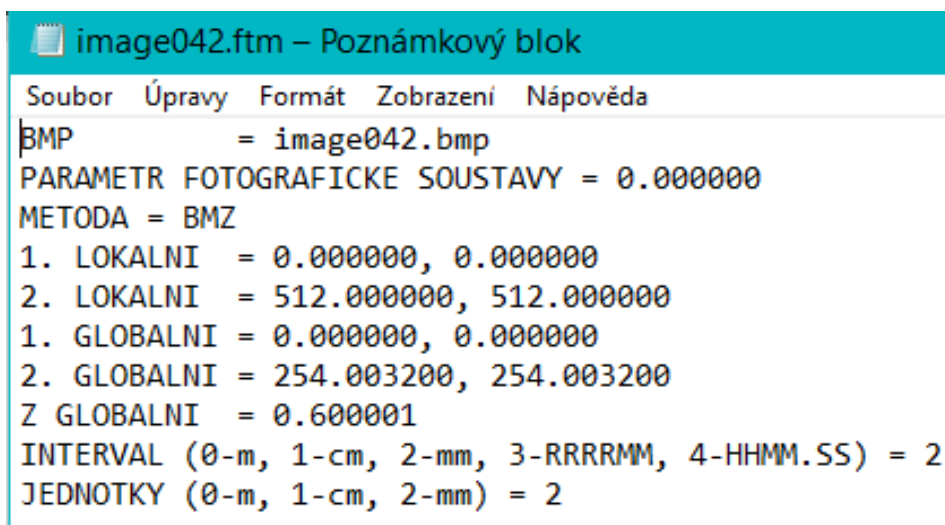 image042.ftm – Poznámkový blok
Soubor Úpravy Formát Zobrazení Nápověda
BMP = image042.bmp
PARAMETR FOTOGRAFICKE SOUSTAVY = 0.000000
METODA = BMZ
1. LOKALNI = 0.000000, 0.000000
2. LOKALNI = 512.000000, 512.000000
1. GLOBALNI = 0.000000, 0.000000
2. GLOBALNI = 254.003200, 254.003200
Z GLOBALNI = 0.600001
INTERVAL (0-m, 1-cm, 2-mm, 3-RRRRMM, 4-HHMM.SS) = 2
JEDNOTKY (0-m, 1-cm, 2-mm) = 2